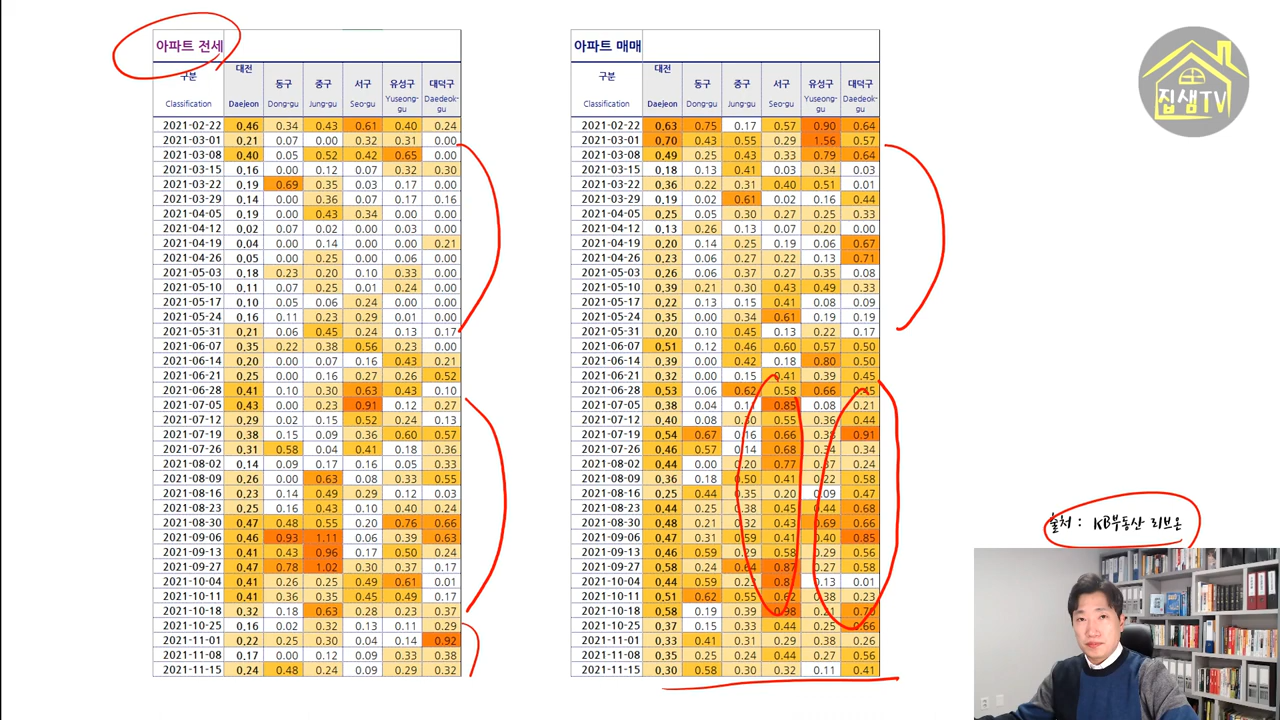 아파트 전세
구분 대전 동구 중구 서구 유성구 대덕구
Classification Daejeon Dong-gu Jung-gu Seo-gu Yuseong-gu Daedeok-gu
2021-02-22 0.46 0.34 0.43 0.61 0.40 0.24
2021-03-01 0.21 0.07 0.00 0.32 0.31 0.00
2021-03-08 0.40 0.05 0.52 0.42 0.65 0.00
2021-03-15 0.16 0.00 0.12 0.07 0.32 0.30
2021-03-22 0.19 0.69 0.35 0.03 0.17 0.00
2021-03-29 0.14 0.00 0.36 0.07 0.17 0.16
2021-04-05 0.19 0.00 0.43 0.34 0.00 0.00
2021-04-12 0.02 0.07 0.02 0.00 0.03 0.00
2021-04-19 0.04 0.00 0.14 0.00 0.00 0.21
2021-04-26 0.05 0.00 0.25 0.00 0.06 0.00
2021-05-03 0.18 0.23 0.20 0.10 0.33 0.00
2021-05-10 0.11 0.07 0.25 0.01 0.24 0.00
2021-05-17 0.10 0.05 0.06 0.24 0.00 0.00
2021-05-24 0.16 0.11 0.23 0.29 0.01 0.00
2021-05-31 0.21 0.06 0.45 0.24 0.13 0.17
2021-06-07 0.35 0.22 0.38 0.56 0.23 0.00
2021-06-14 0.20 0.00 0.07 0.16 0.43 0.21
2021-06-21 0.25 0.00 0.16 0.27 0.26 0.52
2021-06-28 0.41 0.10 0.30 0.63 0.43 0.10
2021-07-05 0.43 0.00 0.23 0.91 0.12 0.27
2021-07-12 0.29 0.02 0.15 0.52 0.24 0.13
2021-07-19 0.38 0.15 0.09 0.36 0.60 0.57
2021-07-26 0.31 0.58 0.04 0.41 0.18 0.36
2021-08-02 0.14 0.09 0.17 0.16 0.05 0.33
2021-08-09 0.26 0.00 0.63 0.08 0.33 0.55
2021-08-16 0.23 0.14 0.49 0.29 0.12 0.03
2021-08-23 0.25 0.16 0.43 0.10 0.40 0.24
2021-08-30 0.47 0.48 0.55 0.20 0.76 0.66
2021-09-06 0.46 0.93 1.11 0.06 0.39 0.63
2021-09-13 0.41 0.43 0.96 0.17 0.50 0.24
2021-09-27 0.47 0.78 1.02 0.30 0.37 0.17
2021-10-04 0.41 0.26 0.25 0.49 0.61 0.01
2021-10-11 0.41 0.36 0.35 0.45 0.49 0.17
2021-10-18 0.32 0.18 0.63 0.28 0.23 0.37
2021-10-25 0.16 0.02 0.32 0.13 0.11 0.29
2021-11-01 0.22 0.25 0.30 0.04 0.14 0.92
2021-11-08 0.17 0.00 0.12 0.09 0.33 0.38
2021-11-15 0.24 0.48 0.24 0.09 0.29 0.32
아파트 매매
구분 대전 동구 중구 서구 유성구 대덕구
Classification Daejeon Dong-gu Jung-gu Seo-gu Yuseong-gu Daedeok-gu
2021-02-22 0.63 0.75 0.17 0.57 0.90 0.64
2021-03-01 0.70 0.43 0.55 0.29 1.56 0.57
2021-03-08 0.49 0.25 0.43 0.33 0.79 0.64
2021-03-15 0.18 0.13 0.41 0.03 0.34 0.03
2021-03-22 0.36 0.22 0.31 0.40 0.51 0.01
2021-03-29 0.19 0.02 0.61 0.02 0.16 0.44
2021-04-05 0.25 0.05 0.30 0.27 0.25 0.33
2021-04-12 0.13 0.26 0.13 0.07 0.20 0.00
2021-04-19 0.20 0.14 0.25 0.19 0.06 0.67
2021-04-26 0.23 0.06 0.27 0.22 0.13 0.71
2021-05-03 0.26 0.06 0.37 0.27 0.35 0.08
2021-05-10 0.39 0.21 0.30 0.43 0.49 0.33
2021-05-17 0.22 0.13 0.15 0.41 0.08 0.09
2021-05-24 0.35 0.00 0.34 0.61 0.19 0.19
2021-05-31 0.20 0.10 0.45 0.13 0.22 0.17
2021-06-07 0.51 0.12 0.46 0.60 0.57 0.50
2021-06-14 0.39 0.00 0.42 0.18 0.80 0.50
2021-06-21 0.32 0.00 0.15 0.41 0.39 0.45
2021-06-28 0.53 0.06 0.62 0.58 0.66 0.45
2021-07-05 0.38 0.04 0.85 0.08 0.21
2021-07-12 0.40 0.08 0.30 0.55 0.36 0.44
2021-07-19 0.54 0.67 0.16 0.66 0.91
2021-07-26 0.46 0.57 0.14 0.68 0.34 0.34
2021-08-02 0.44 0.00 0.20 0.77 0.37 0.24
2021-08-09 0.36 0.18 0.50 0.41 0.22 0.58
2021-08-16 0.25 0.44 0.35 0.20 0.09 0.47
2021-08-23 0.44 0.25 0.38 0.45 0.44 0.68
2021-08-30 0.48 0.21 0.32 0.43 0.69 0.66
2021-09-06 0.47 0.31 0.59 0.41 0.40 0.85
2021-09-13 0.46 0.59 0.29 0.58 0.29 0.56
2021-09-27 0.58 0.24 0.64 0.87 0.27 0.58
2021-10-04 0.44 0.59 0.23 0.13 0.01
2021-10-11 0.51 0.62 0.55 0.62 0.38 0.23
2021-10-18 0.58 0.19 0.39 0.98 0.21 0.70
2021-10-25 0.37 0.15 0.33 0.44 0.25 0.66
2021-11-01 0.33 0.41 0.31 0.29 0.38 0.26
2021-11-08 0.35 0.25 0.24 0.44 0.27 0.56
2021-11-15 0.30 0.58 0.30 0.32 0.11 0.41
집샘TV
출처 : KB부동산 리브온